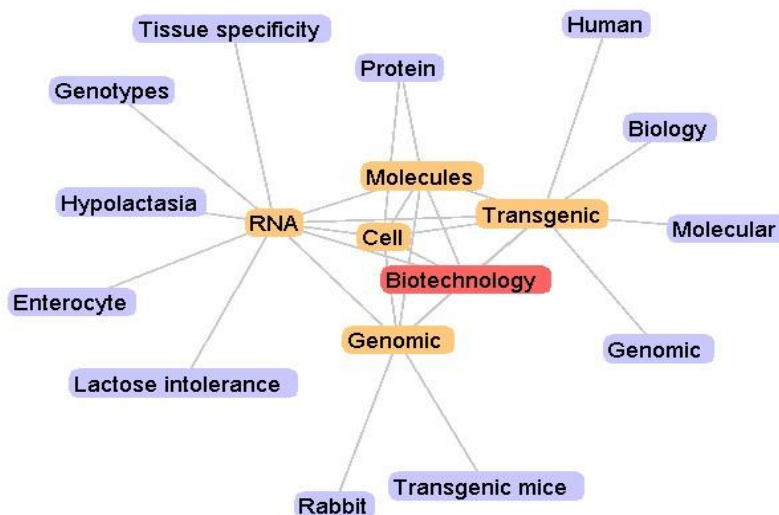 Tissue specificity
Human
Protein
Genotypes
Biology
Molecules
Hypolactasia
RNA
Transgenic
Cell
Molecular
Biotechnology
Enterocyte
Genomic
Genomic
Lactose intolerance
Transgenic mice
Rabbit